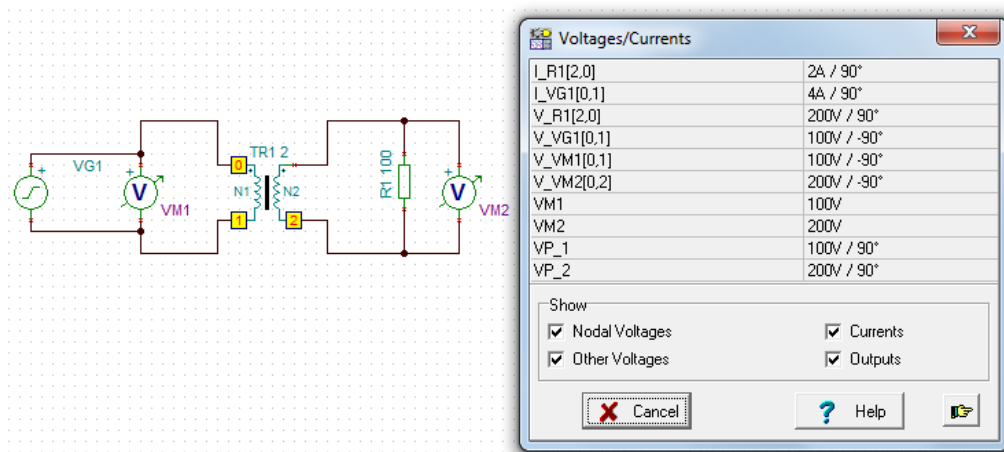 Voltages/Currents
I_R1[2,0] 2A / 90°
I_VG1[0,1] 4A / 90°
V_R1[2,0] 200V / 90°
V_VG1[0,1] 100V / -90°
V_VM1[0,1] 100V / -90°
V_VM2[0,2] 200V / -90°
VM1 100V
VM2 200V
VP_1 100V / 90°
VP_2 200V / 90°
Show
Nodal Voltages Currents
Other Voltages Outputs
Cancel ? Help
TR1 2
VG1 + + 0 R1 100 +
V N1 N2 V
VM1 VM2
1 2